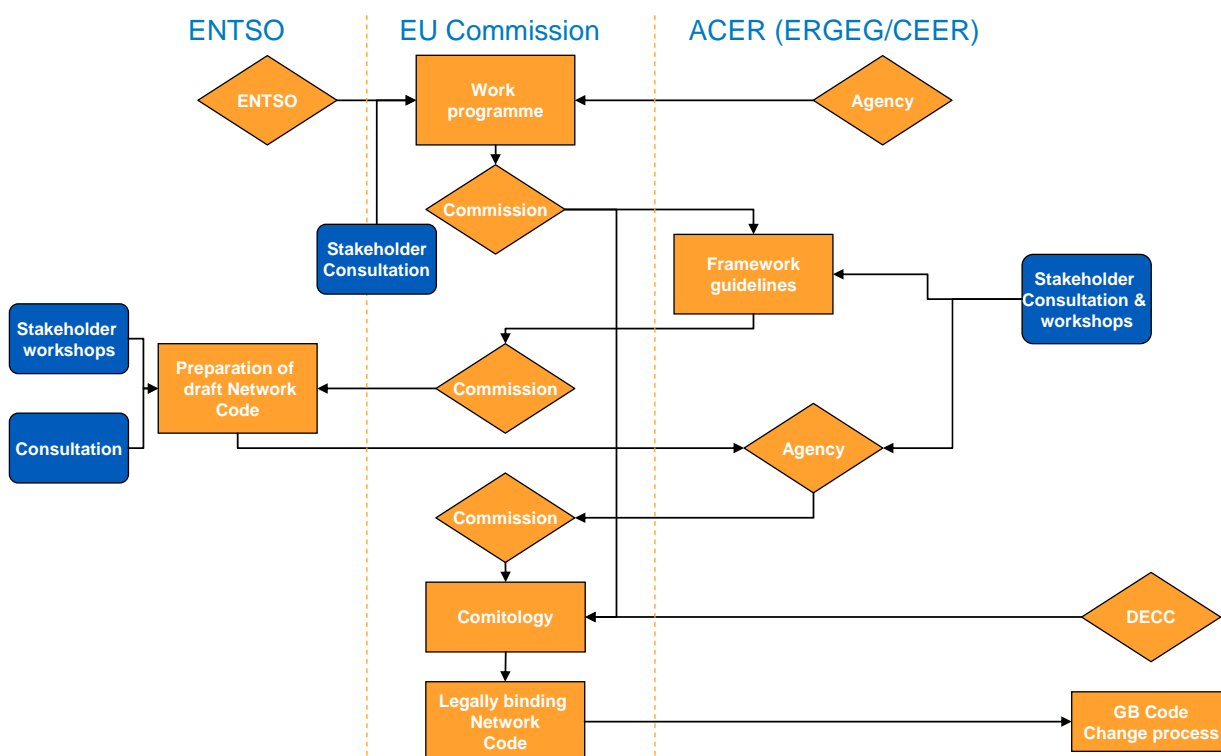 ENTSO
EU Commission
ACER (ERGEG/CEER)
ENTSO
Work
programme
Agency
Commission
Stakeholder
Consultation
Framework
guidelines
Stakeholder
Consultation &
workshops
Stakeholder
workshops
Preparation of
draft Network
Code
Commission
Consultation
Agency
Commission
Comitology
DECC
Legally binding
Network
Code
GB Code
Change process